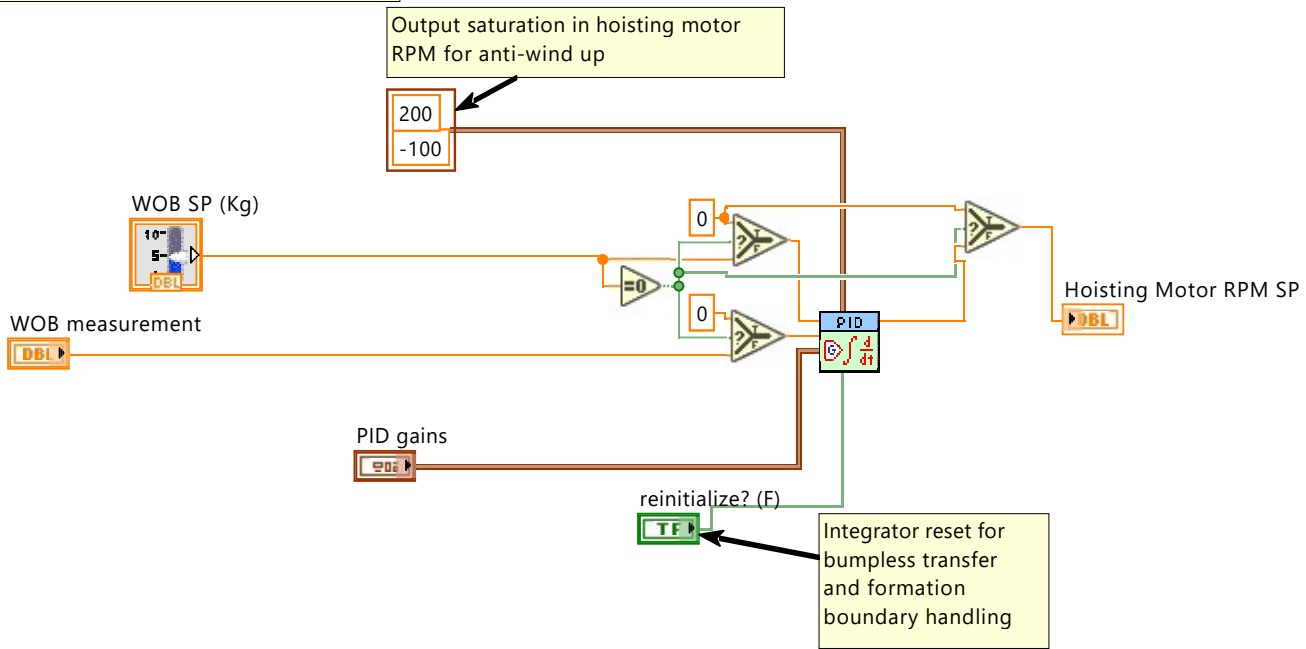 Output saturation in hoisting motor
RPM for anti-wind up
200
-100
WOB SP (Kg)
10
5
DBL
0
?
T
F
=0
?
T
F
0
?
T
F
WOB measurement
DBL
PID
G ∫ d/dt
Hoisting Motor RPM SP
DBL
PID gains
reinitialize? (F)
TF
Integrator reset for
bumpless transfer
and formation
boundary handling